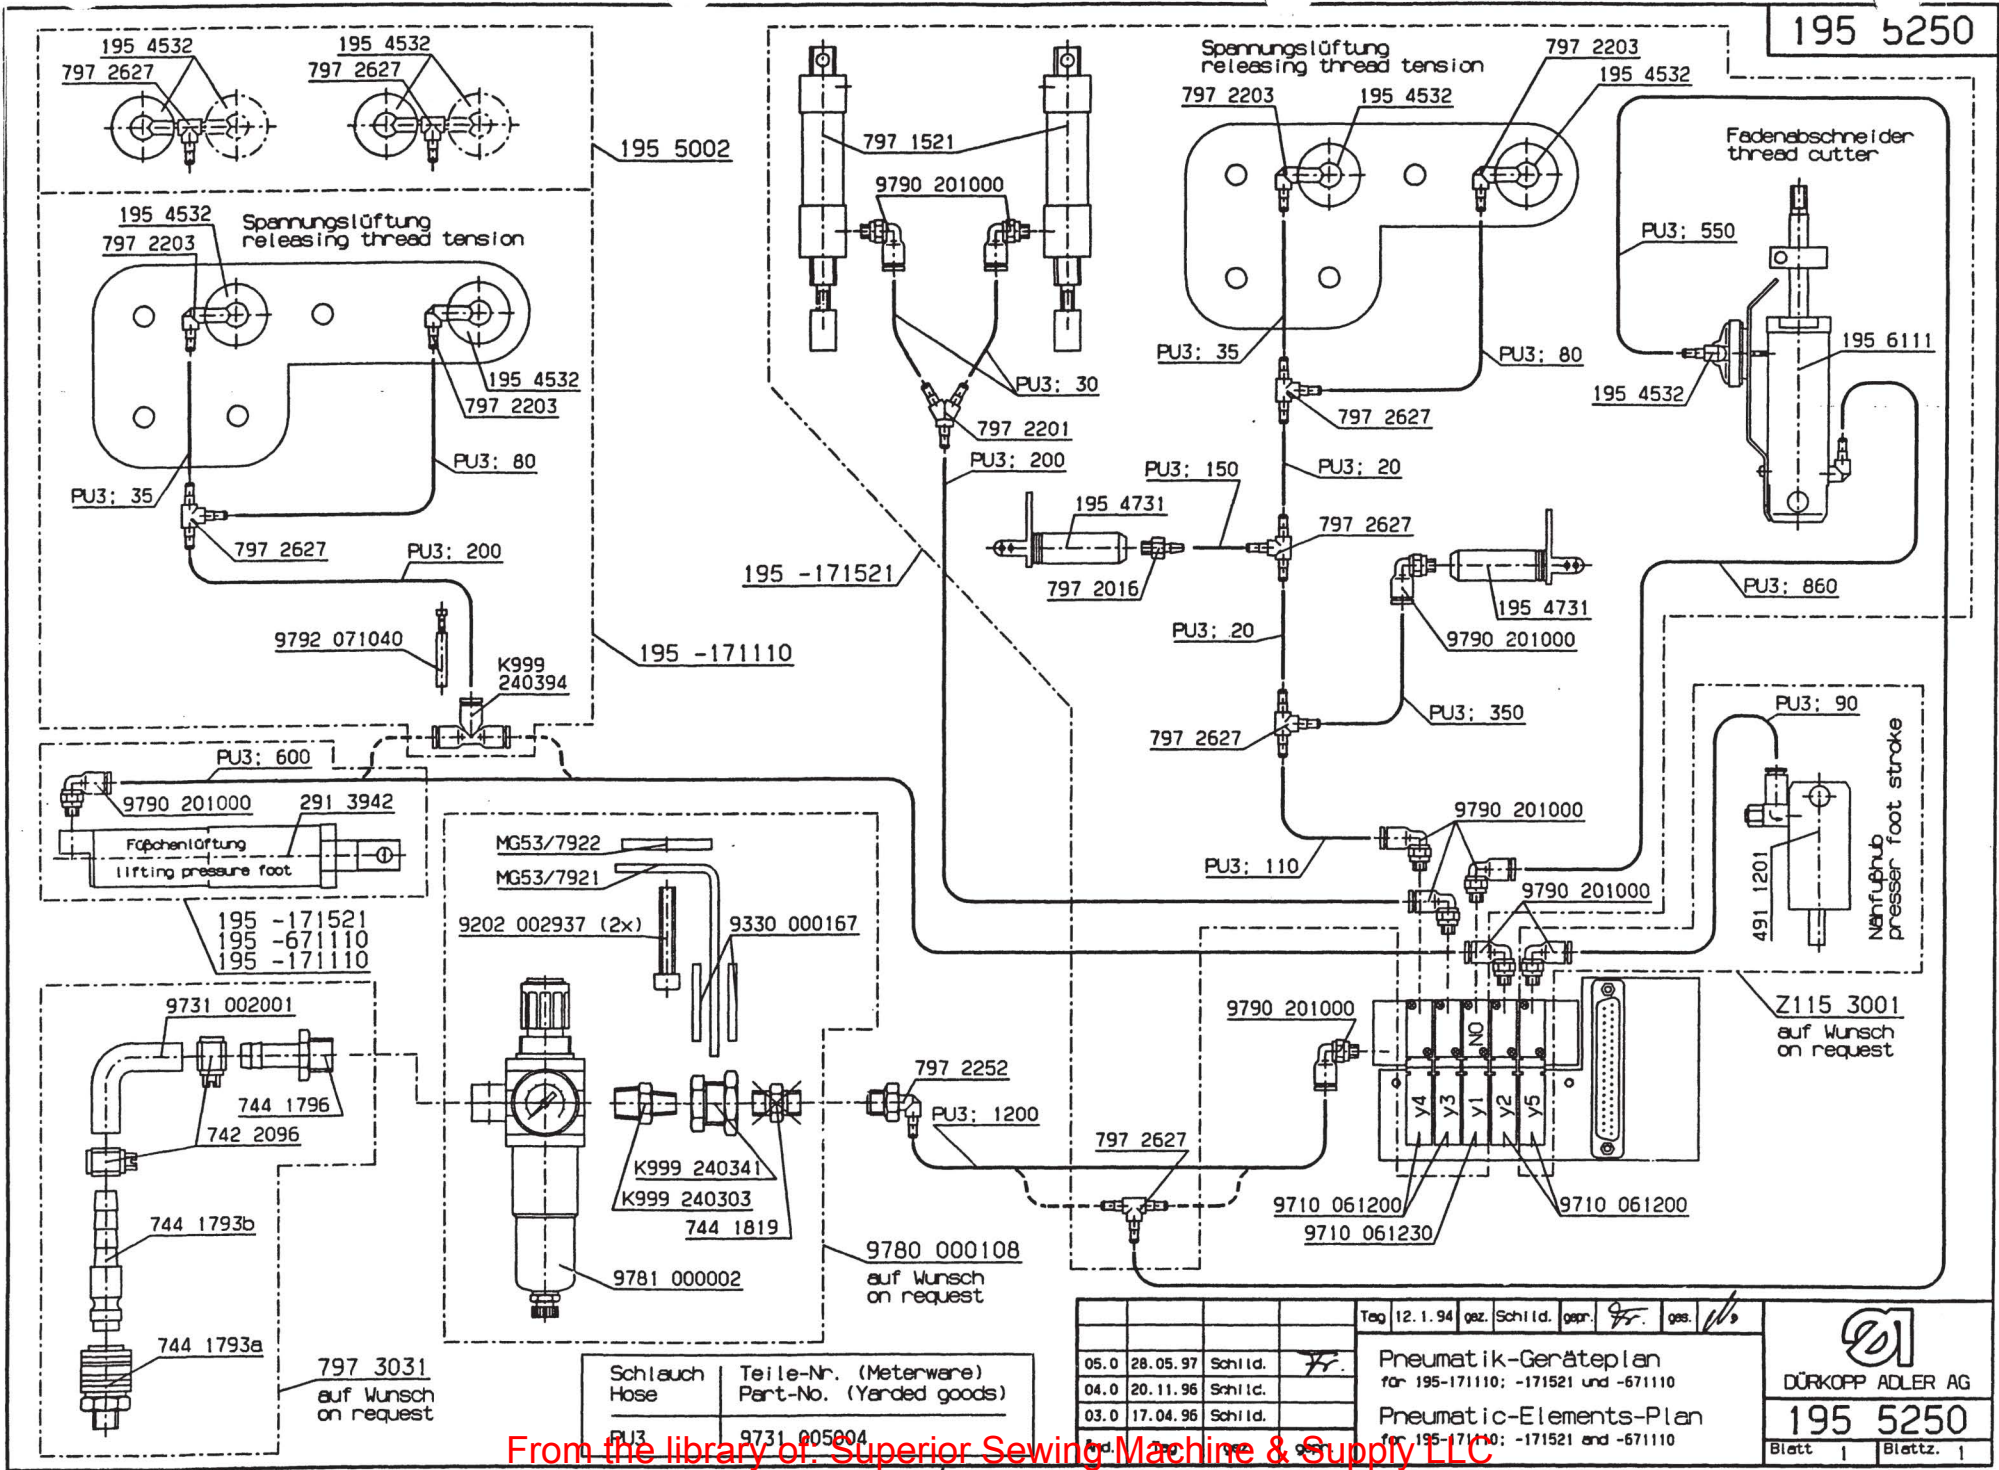 195 5250
195 4532
797 2627
195 4532
797 2627
195 5002
195 4532
797 2203
Spannungslüftung
releasing thread tension
195 4532
797 2203
PU3; 80
PU3; 35
797 2627
PU3; 200
9792 071040
K999
240394
195 -171110
797 1521
9790 201000
PU3; 30
797 2201
PU3; 200
195 -171521
Spannungslüftung
releasing thread tension
797 2203
195 4532
797 2203
195 4532
PU3; 35
PU3; 80
797 2627
PU3; 20
PU3; 150
195 4731
797 2016
797 2627
PU3; 20
195 4731
9790 201000
PU3; 350
797 2627
PU3; 110
9790 201000
9790 201000
Fadenabschneider
thread cutter
PU3; 550
195 6111
195 4532
PU3; 860
PU3; 90
491 1201
Nähfußhub
presser foot stroke
Z115 3001
auf Wunsch
on request
PU3; 600
9790 201000
291 3942
Füßchenlüftung
lifting pressure foot
195 -171521
195 -671110
195 -171110
9731 002001
744 1796
742 2096
744 1793b
744 1793a
797 3031
auf Wunsch
on request
MG53/7922
MG53/7921
9202 002937 (2x)
9330 000167
K999 240341
K999 240303
744 1819
9781 000002
9780 000108
auf Wunsch
on request
797 2252
PU3; 1200
797 2627
9790 201000
NO
y4
y3
y1
y2
y5
9710 061200
9710 061230
9710 061200
Schlauch
Hose
Teile-Nr. (Meterware)
Part-No. (Yarded goods)
PU3
9731 005004
Tag 12.1.94 gez. Schild. gepr. Fr. ges.
05.0 28.05.97 Schild. Fr.
04.0 20.11.96 Schild.
03.0 17.04.96 Schild.
Änd. Tag gez. gepr.
Pneumatik-Geräteplan
für 195-171110; -171521 und -671110
Pneumatic-Elements-Plan
for 195-171110; -171521 and -671110
DÜRKOPP ADLER AG
195 5250
Blatt 1 Blattz. 1
From the library of: Superior Sewing Machine & Supply LLC